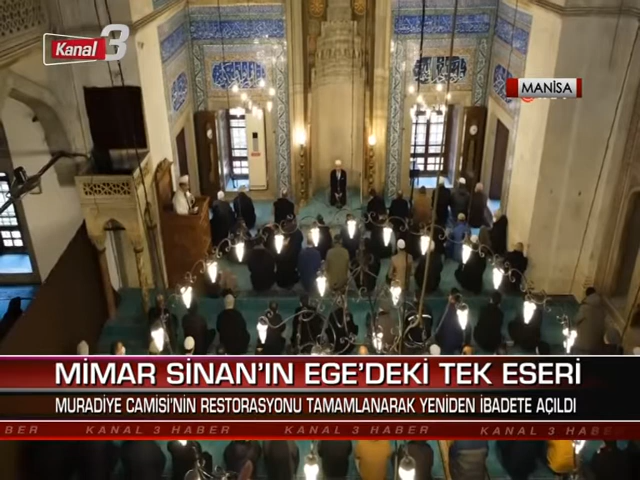 Kanal 3
MANİSA
MİMAR SİNAN'IN EGE'DEKİ TEK ESERİ
MURADİYE CAMİSİ'NİN RESTORASYONU TAMAMLANARAK YENİDEN İBADETE AÇILDI
HABER KANAL 3 HABER KANAL 3 HABER KANAL 3 HABER